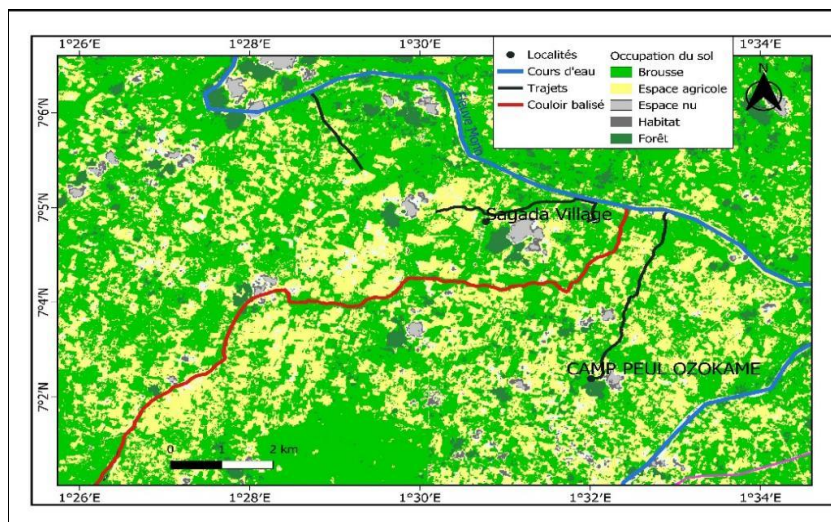 1°26'E 1°28'E 1°30'E 1°34'E
Localités
Cours d'eau
Trajets
Couloir balisé
Occupation du sol
Brousse
Espace agricole
Espace nu
Habitat
Forêt
N
7°6'N
7°5'N
7°4'N
7°2'N
Fleuve Mono
Sagada Village
CAMP PEUL OZOKAME
0 1 2 km
1°26'E 1°28'E 1°30'E 1°32'E 1°34'E